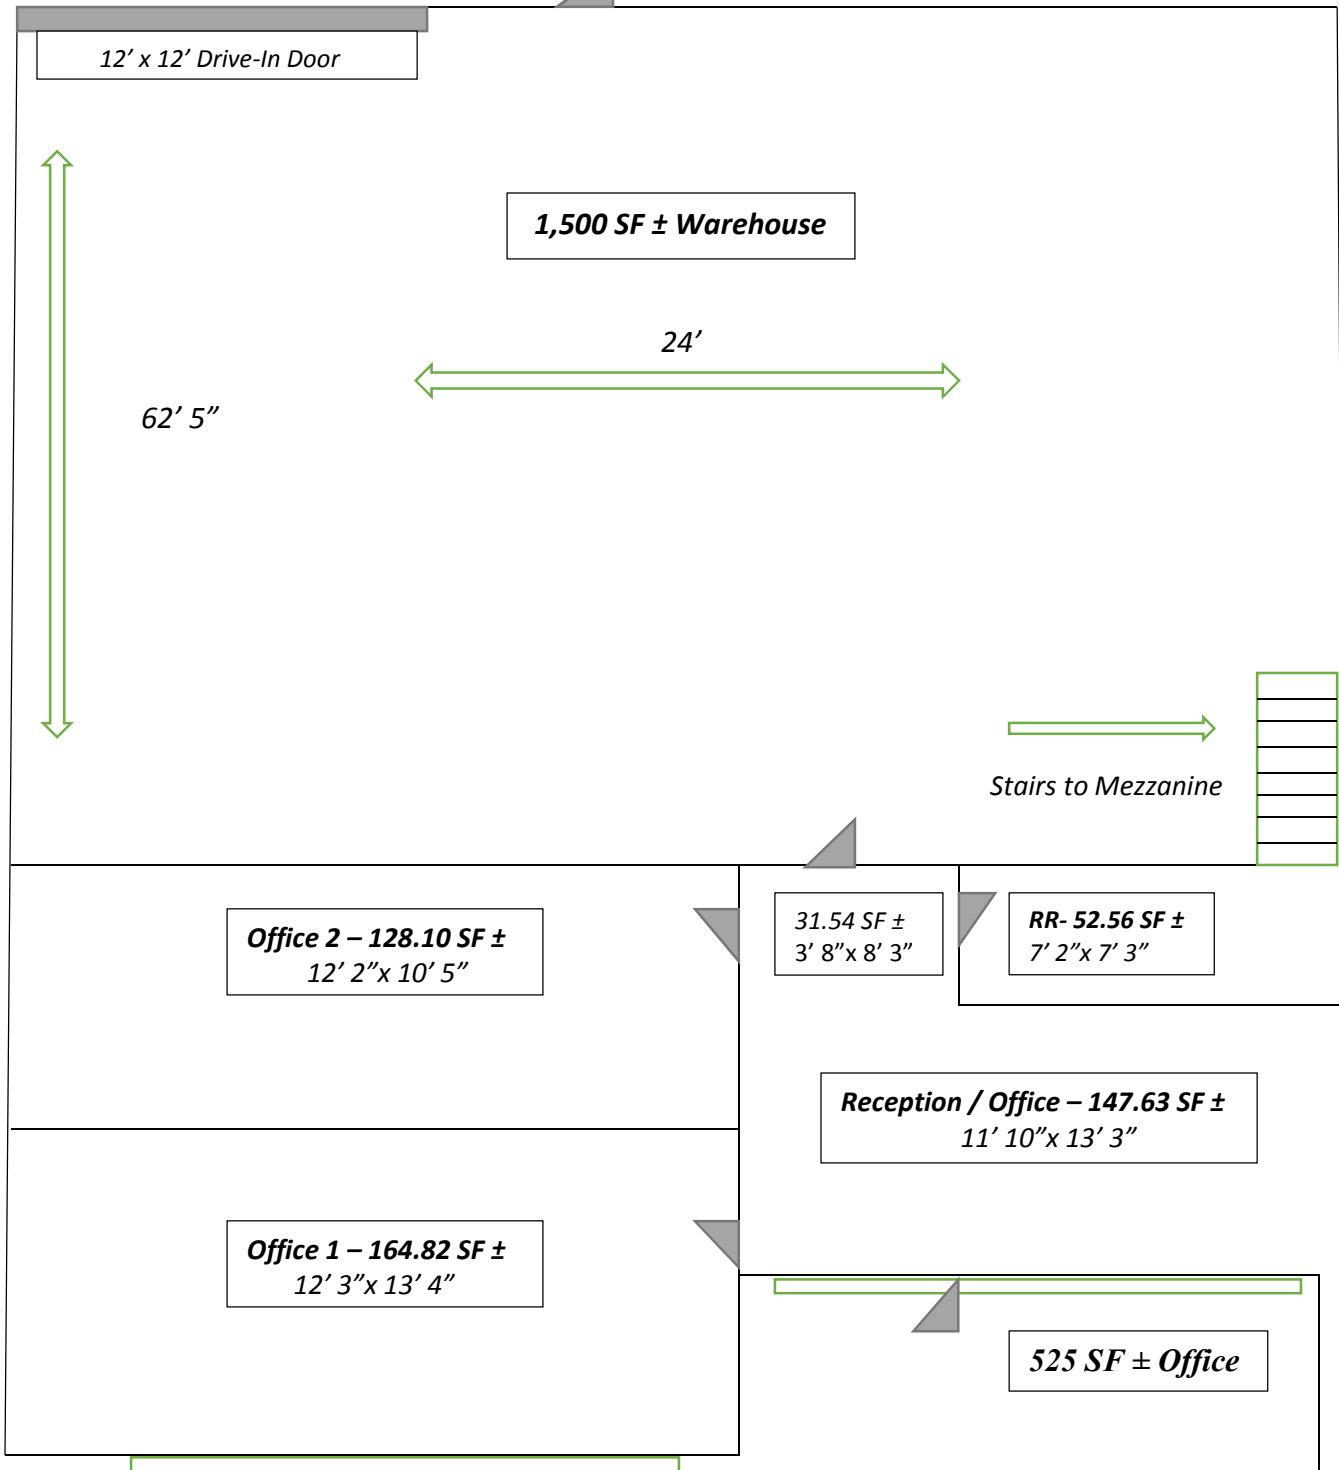 12’ x 12’ Drive-In Door
1,500 SF ± Warehouse
24’
62’ 5”
Stairs to Mezzanine
Office 2 – 128.10 SF ±
12’ 2”x 10’ 5”
31.54 SF ±
3’ 8”x 8’ 3”
RR- 52.56 SF ±
7’ 2”x 7’ 3”
Reception / Office – 147.63 SF ±
11’ 10”x 13’ 3”
Office 1 – 164.82 SF ±
12’ 3”x 13’ 4”
525 SF ± Office